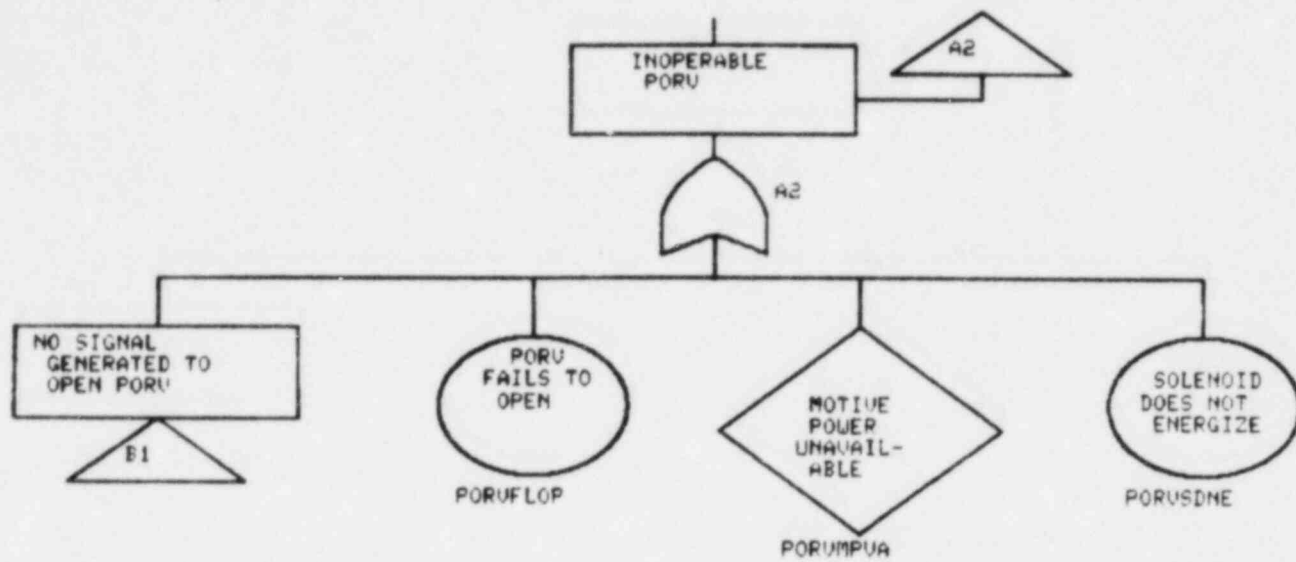 INOPERABLE
PORV
A2
A2
NO SIGNAL
GENERATED TO
OPEN PORV
B1
PORV
FAILS TO
OPEN
PORVFLOP
MOTIVE
POWER
UNAVAIL-
ABLE
PORVMPVA
SOLENOID
DOES NOT
ENERGIZE
PORVSDNE